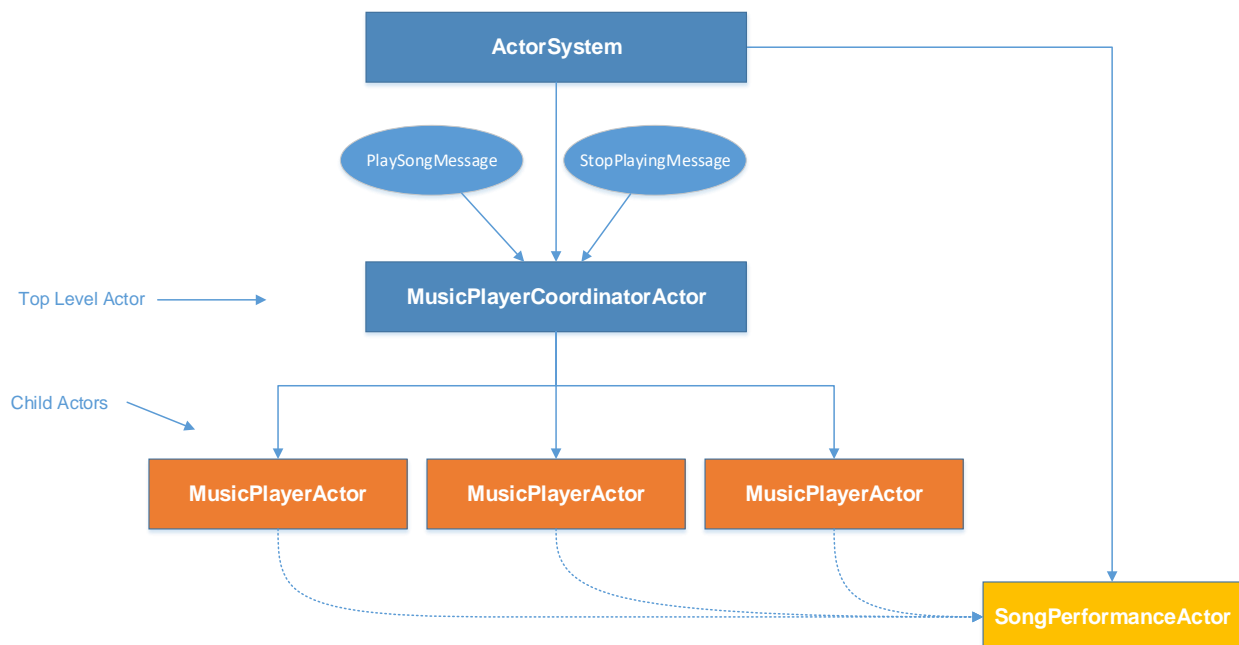 ActorSystem
PlaySongMessage
StopPlayingMessage
Top Level Actor
MusicPlayerCoordinatorActor
Child Actors
MusicPlayerActor
MusicPlayerActor
MusicPlayerActor
SongPerformanceActor